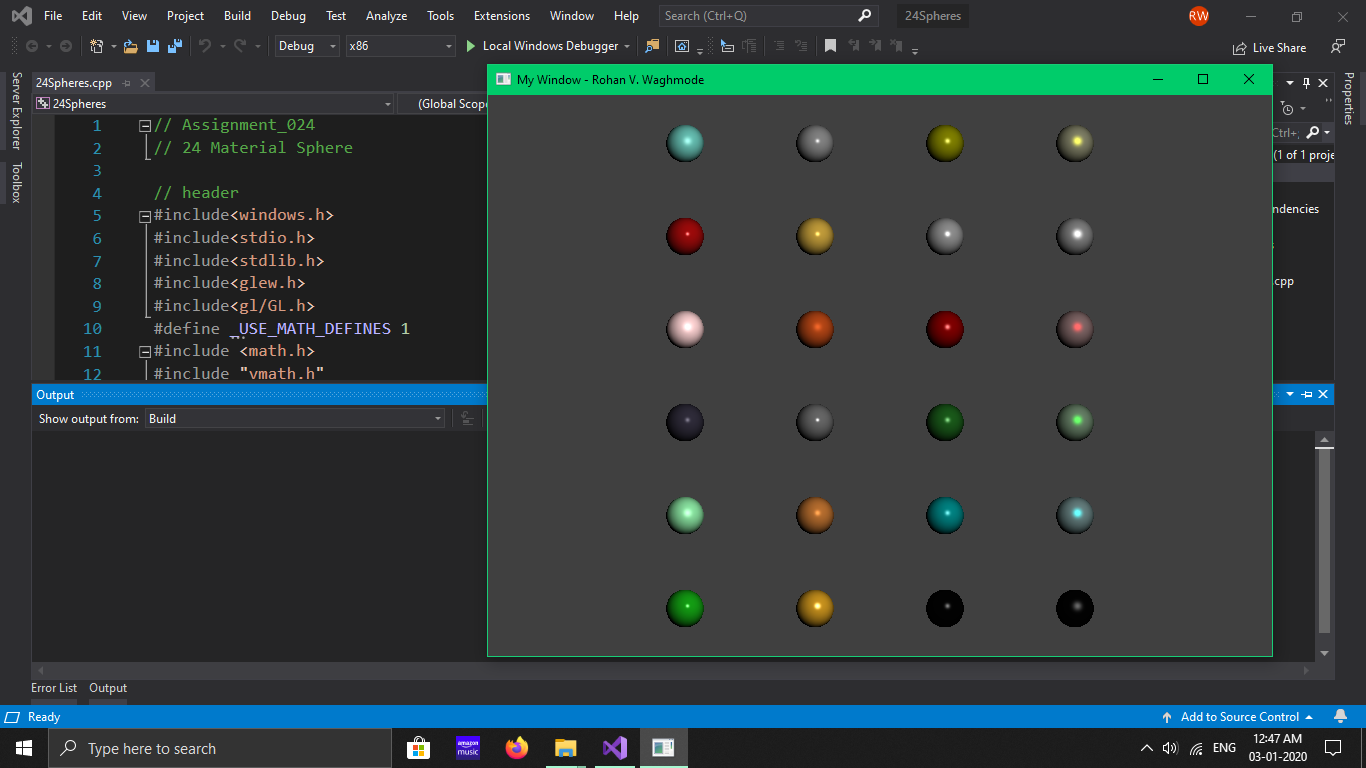 File Edit View Project Build Debug Test Analyze Tools Extensions Window Help Search (Ctrl+Q) 24Spheres RW
Debug x86 Local Windows Debugger Live Share
Server Explorer
Toolbox
24Spheres.cpp
24Spheres (Global Scope
1 // Assignment_024
2 // 24 Material Sphere
3
4 // header
5 #include<windows.h>
6 #include<stdio.h>
7 #include<stdlib.h>
8 #include<glew.h>
9 #include<gl/GL.h>
10 #define _USE_MATH_DEFINES 1
11 #include <math.h>
12 #include "vmath.h"
My Window - Rohan V. Waghmode
Properties
Ctrl+;
(1 of 1 proje
ndencies
.cpp
Output
Show output from: Build
Error List Output
Ready Add to Source Control
Type here to search
amazon music
ENG
12:47 AM
03-01-2020